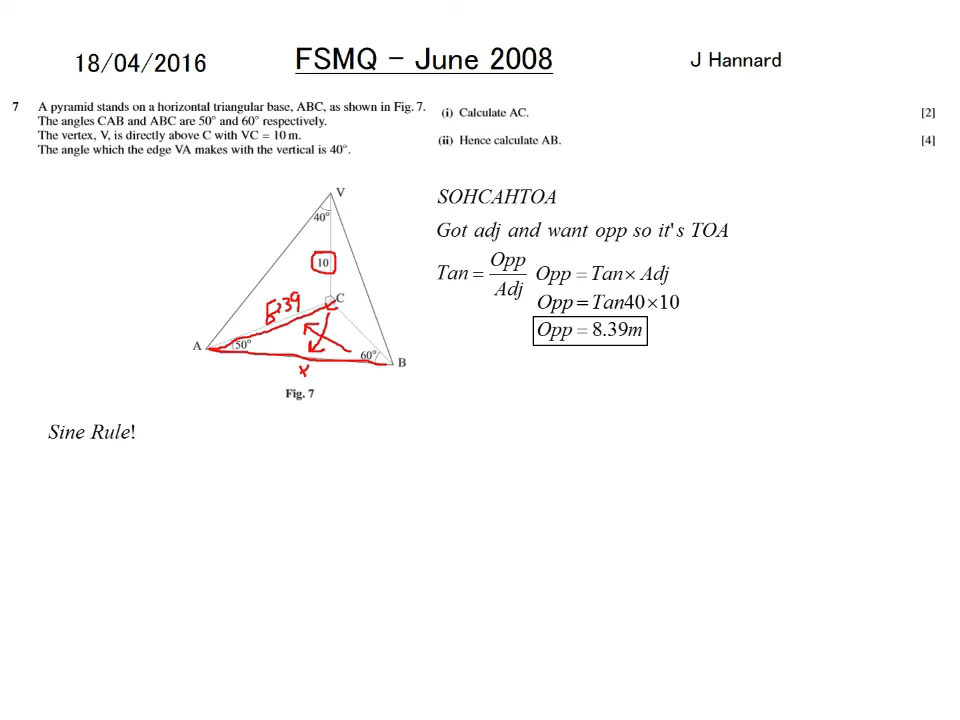 18/04/2016
FSMQ - June 2008
J Hannard
7 A pyramid stands on a horizontal triangular base, ABC, as shown in Fig. 7.
The angles CAB and ABC are 50° and 60° respectively.
The vertex, V, is directly above C with VC = 10 m.
The angle which the edge VA makes with the vertical is 40°.
(i) Calculate AC. [2]
(ii) Hence calculate AB. [4]
V
40°
10
C
A
50°
60°
B
x
Fig. 7
SOHCAHTOA
Got adj and want opp so it's TOA
Tan = Opp / Adj
Opp = Tan × Adj
Opp = Tan40 × 10
Opp = 8.39m
Sine Rule!